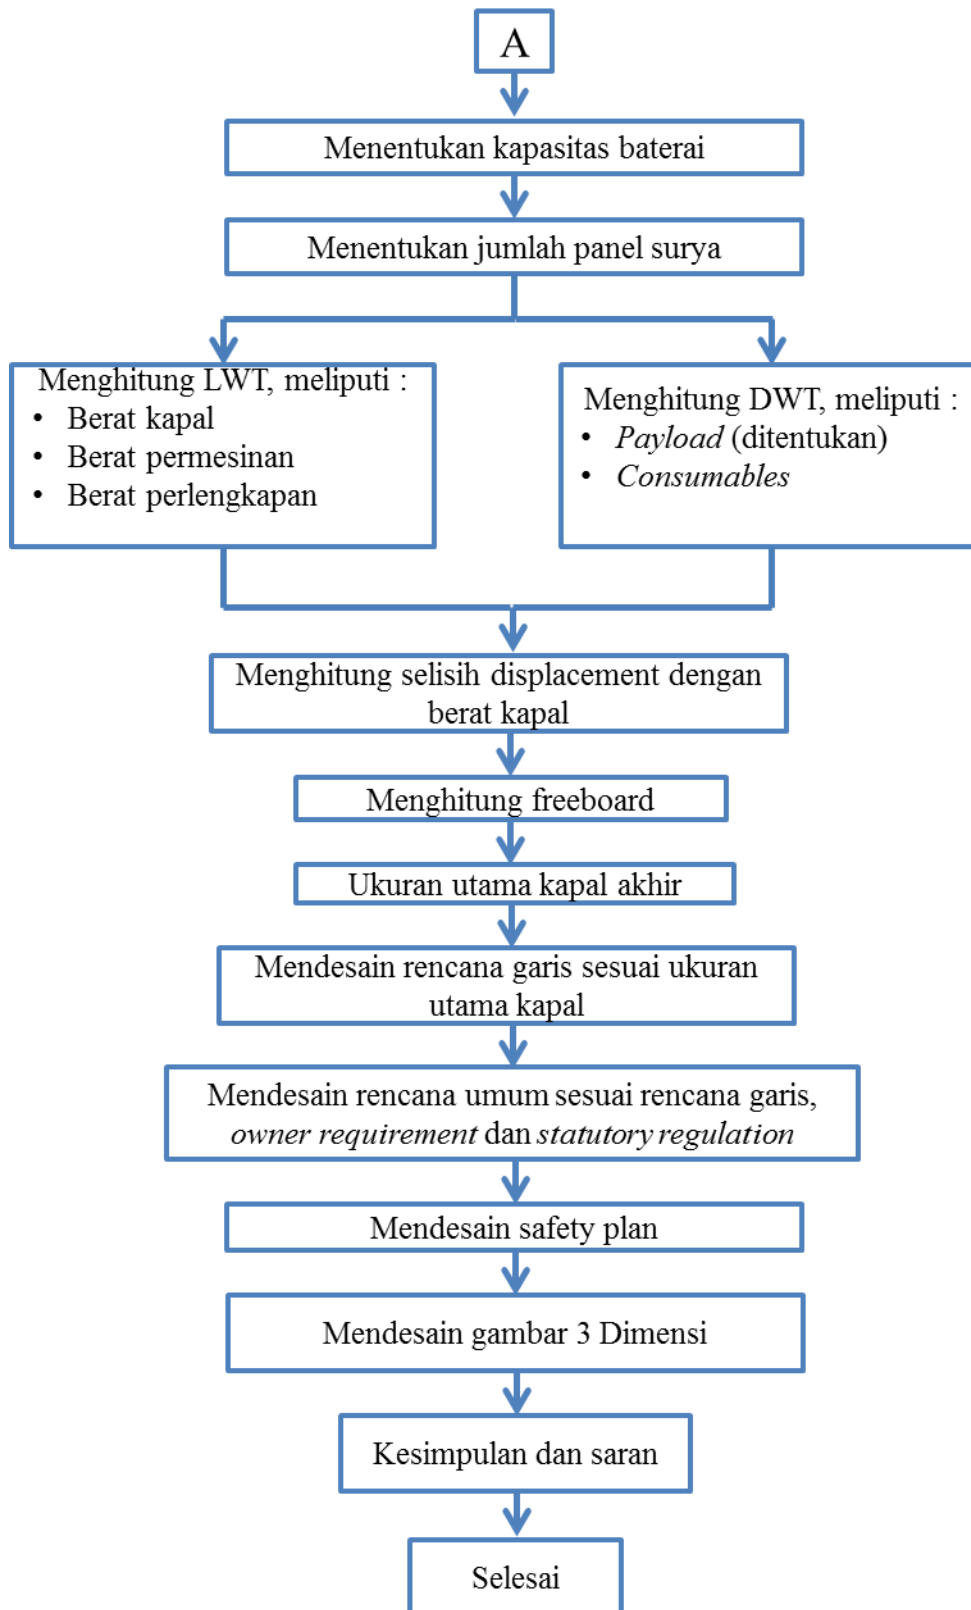 A
Menentukan kapasitas baterai
Menentukan jumlah panel surya
Menghitung LWT, meliputi :
• Berat kapal
• Berat permesinan
• Berat perlengkapan
Menghitung DWT, meliputi :
• Payload (ditentukan)
• Consumables
Menghitung selisih displacement dengan
berat kapal
Menghitung freeboard
Ukuran utama kapal akhir
Mendesain rencana garis sesuai ukuran
utama kapal
Mendesain rencana umum sesuai rencana garis,
owner requirement dan statutory regulation
Mendesain safety plan
Mendesain gambar 3 Dimensi
Kesimpulan dan saran
Selesai